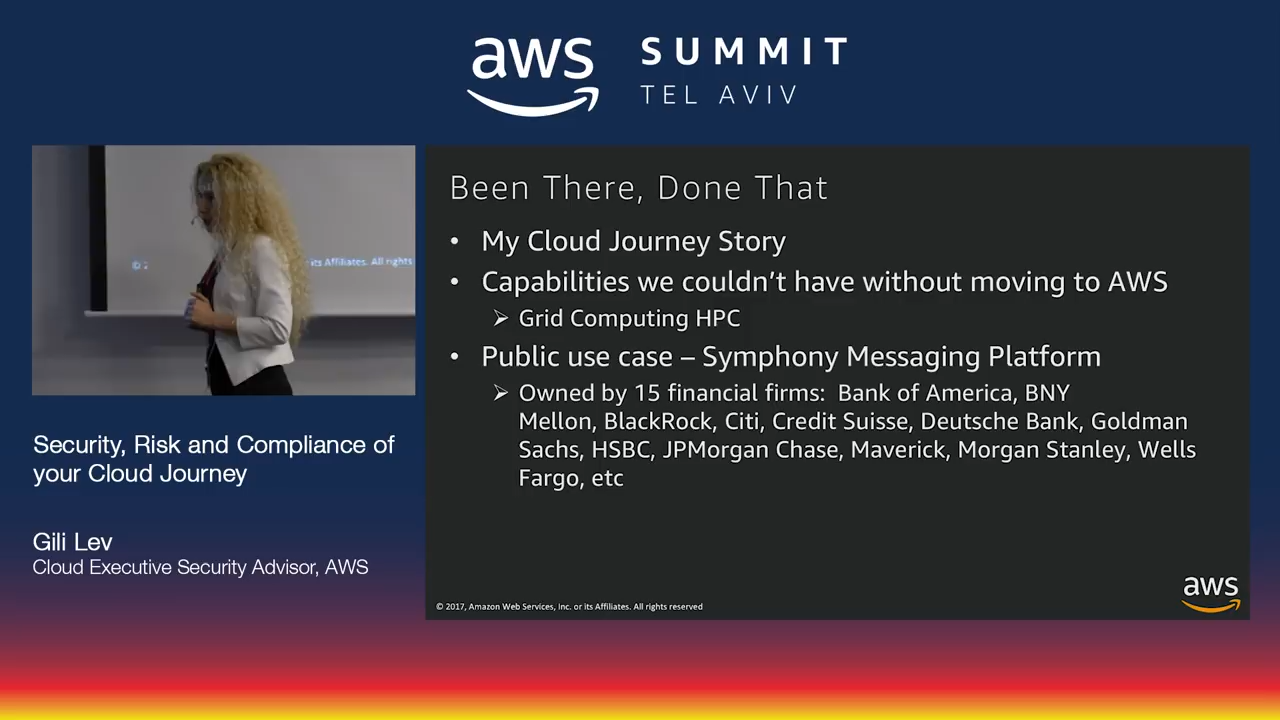 aws SUMMIT
TEL AVIV
its Affiliates. All rights
Security, Risk and Compliance of
your Cloud Journey
Gili Lev
Cloud Executive Security Advisor, AWS
Been There, Done That
• My Cloud Journey Story
• Capabilities we couldn't have without moving to AWS
➢ Grid Computing HPC
• Public use case – Symphony Messaging Platform
➢ Owned by 15 financial firms: Bank of America, BNY
Mellon, BlackRock, Citi, Credit Suisse, Deutsche Bank, Goldman
Sachs, HSBC, JPMorgan Chase, Maverick, Morgan Stanley, Wells
Fargo, etc
© 2017, Amazon Web Services, Inc. or its Affiliates. All rights reserved
aws